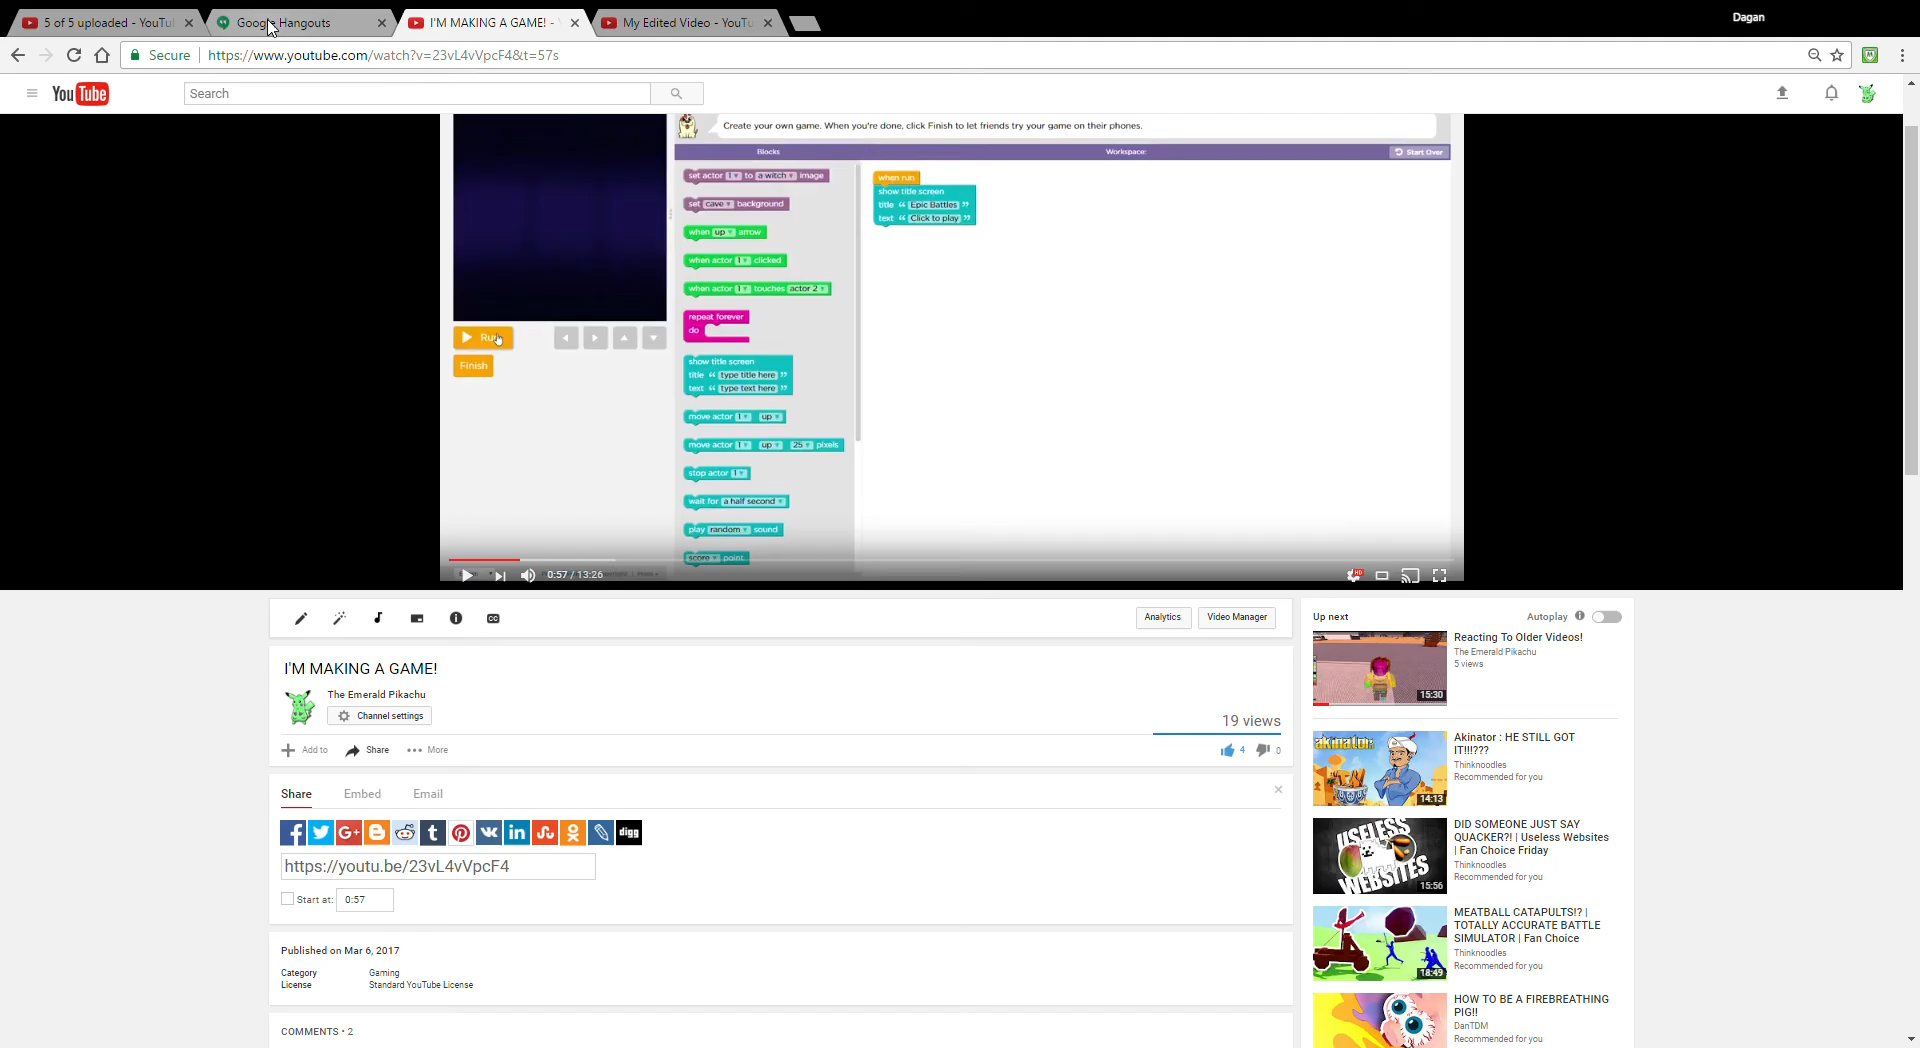 5 of 5 uploaded - YouTu
Google Hangouts
I'M MAKING A GAME! -
My Edited Video - YouTu
Dagan
Secure https://www.youtube.com/watch?v=23vL4vVpcF4&t=57s
YouTube
Search
Create your own game. When you're done, click Finish to let friends try your game on their phones.
Blocks
Workspace:
Start Over
set actor 1 to a witch image
set cave background
when up arrow
when actor 1 clicked
when actor 1 touches actor 2
repeat forever
do
show title screen
title “ type title here ”
text “ type text here ”
move actor 1 up
move actor 1 up 25 pixels
stop actor 1
wait for a half second
play random sound
score point
when run
show title screen
title “ Epic Battles ”
text “ Click to play ”
Run
Finish
0:57 / 13:26
HD
Analytics
Video Manager
I'M MAKING A GAME!
The Emerald Pikachu
Channel settings
19 views
Add to
Share
More
4
0
Share
Embed
Email
digg
https://youtu.be/23vL4vVpcF4
Start at: 0:57
Published on Mar 6, 2017
Category Gaming
License Standard YouTube License
COMMENTS • 2
Up next
Autoplay
Reacting To Older Videos!
The Emerald Pikachu
5 views
15:30
akinator
Akinator : HE STILL GOT
IT!!!???
Thinknoodles
Recommended for you
14:13
USELESS
WEBSITES
DID SOMEONE JUST SAY
QUACKER?! | Useless Websites
| Fan Choice Friday
Thinknoodles
Recommended for you
15:56
MEATBALL CATAPULTS!? |
TOTALLY ACCURATE BATTLE
SIMULATOR | Fan Choice
Thinknoodles
Recommended for you
18:49
HOW TO BE A FIREBREATHING
PIG!!
DanTDM
Recommended for you